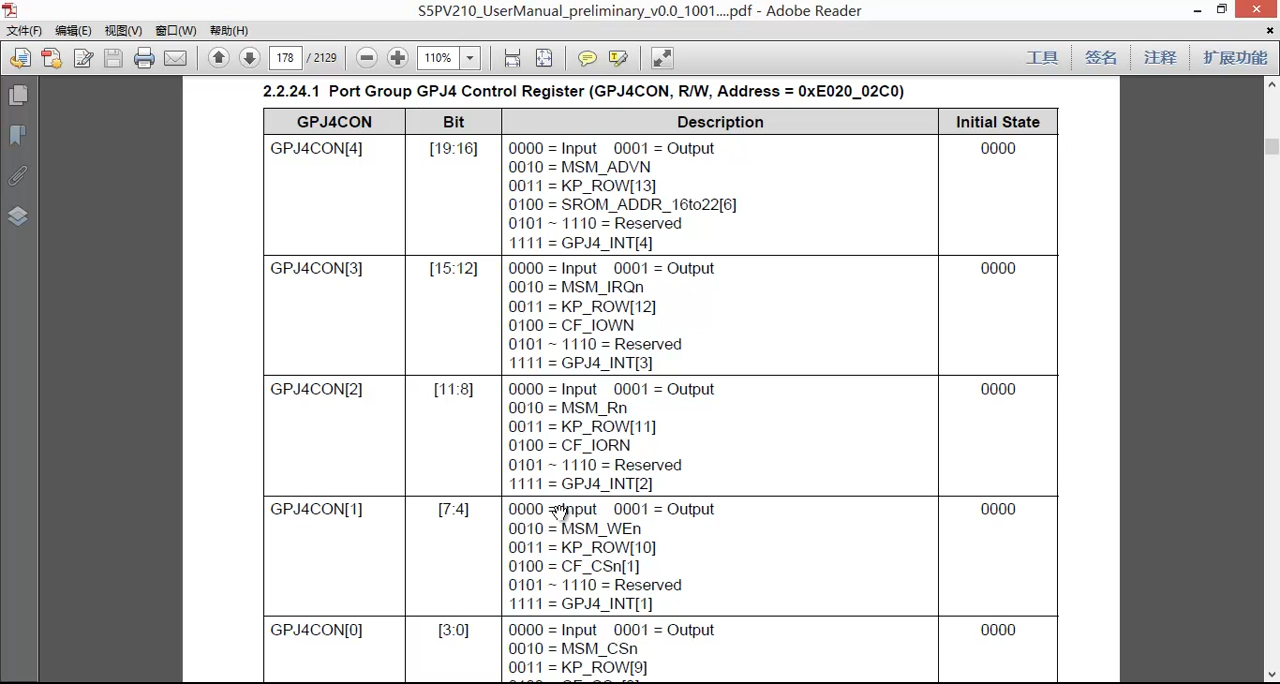 S5PV210_UserManual_preliminary_v0.0_1001....pdf - Adobe Reader
文件(F) 编辑(E) 视图(V) 窗口(W) 帮助(H)
178 / 2129 110% 工具 签名 注释 扩展功能
2.2.24.1 Port Group GPJ4 Control Register (GPJ4CON, R/W, Address = 0xE020_02C0)
GPJ4CON Bit Description Initial State
GPJ4CON[4] [19:16] 0000 = Input 0001 = Output 0000
0010 = MSM_ADVN
0011 = KP_ROW[13]
0100 = SROM_ADDR_16to22[6]
0101 ~ 1110 = Reserved
1111 = GPJ4_INT[4]
GPJ4CON[3] [15:12] 0000 = Input 0001 = Output 0000
0010 = MSM_IRQn
0011 = KP_ROW[12]
0100 = CF_IOWN
0101 ~ 1110 = Reserved
1111 = GPJ4_INT[3]
GPJ4CON[2] [11:8] 0000 = Input 0001 = Output 0000
0010 = MSM_Rn
0011 = KP_ROW[11]
0100 = CF_IORN
0101 ~ 1110 = Reserved
1111 = GPJ4_INT[2]
GPJ4CON[1] [7:4] 0000 = Input 0001 = Output 0000
0010 = MSM_WEn
0011 = KP_ROW[10]
0100 = CF_CSn[1]
0101 ~ 1110 = Reserved
1111 = GPJ4_INT[1]
GPJ4CON[0] [3:0] 0000 = Input 0001 = Output 0000
0010 = MSM_CSn
0011 = KP_ROW[9]